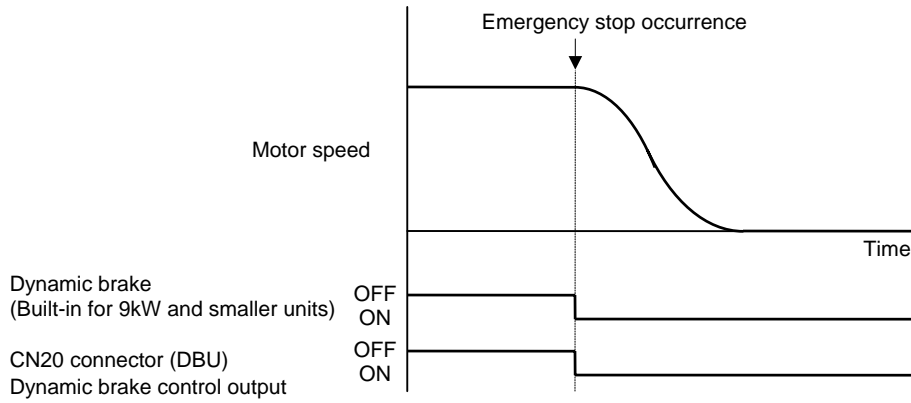 Emergency stop occurrence
Motor speed
Time
Dynamic brake
(Built-in for 9kW and smaller units)
OFF
ON
CN20 connector (DBU)
Dynamic brake control output
OFF
ON